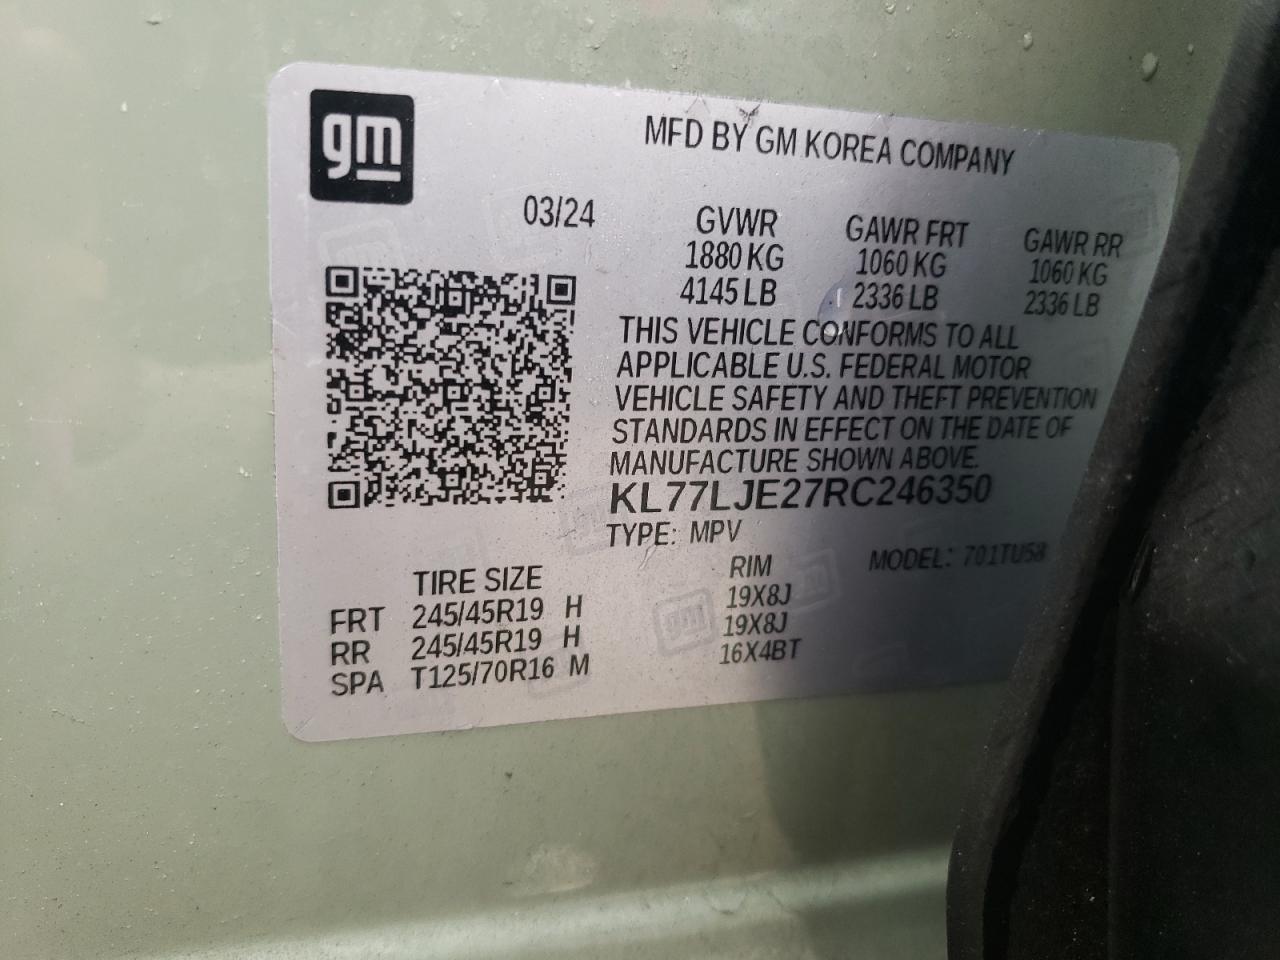 gm
MFD BY GM KOREA COMPANY
03/24
GVWR GAWR FRT GAWR RR
1880 KG 1060 KG 1060 KG
4145 LB 2336 LB 2336 LB
THIS VEHICLE CONFORMS TO ALL
APPLICABLE U.S. FEDERAL MOTOR
VEHICLE SAFETY AND THEFT PREVENTION
STANDARDS IN EFFECT ON THE DATE OF
MANUFACTURE SHOWN ABOVE.
KL77LJE27RC246350
TYPE: MPV MODEL: 701TU58
TIRE SIZE RIM
FRT 245/45R19 H 19X8J
RR 245/45R19 H 19X8J
SPA T125/70R16 M 16X4BT